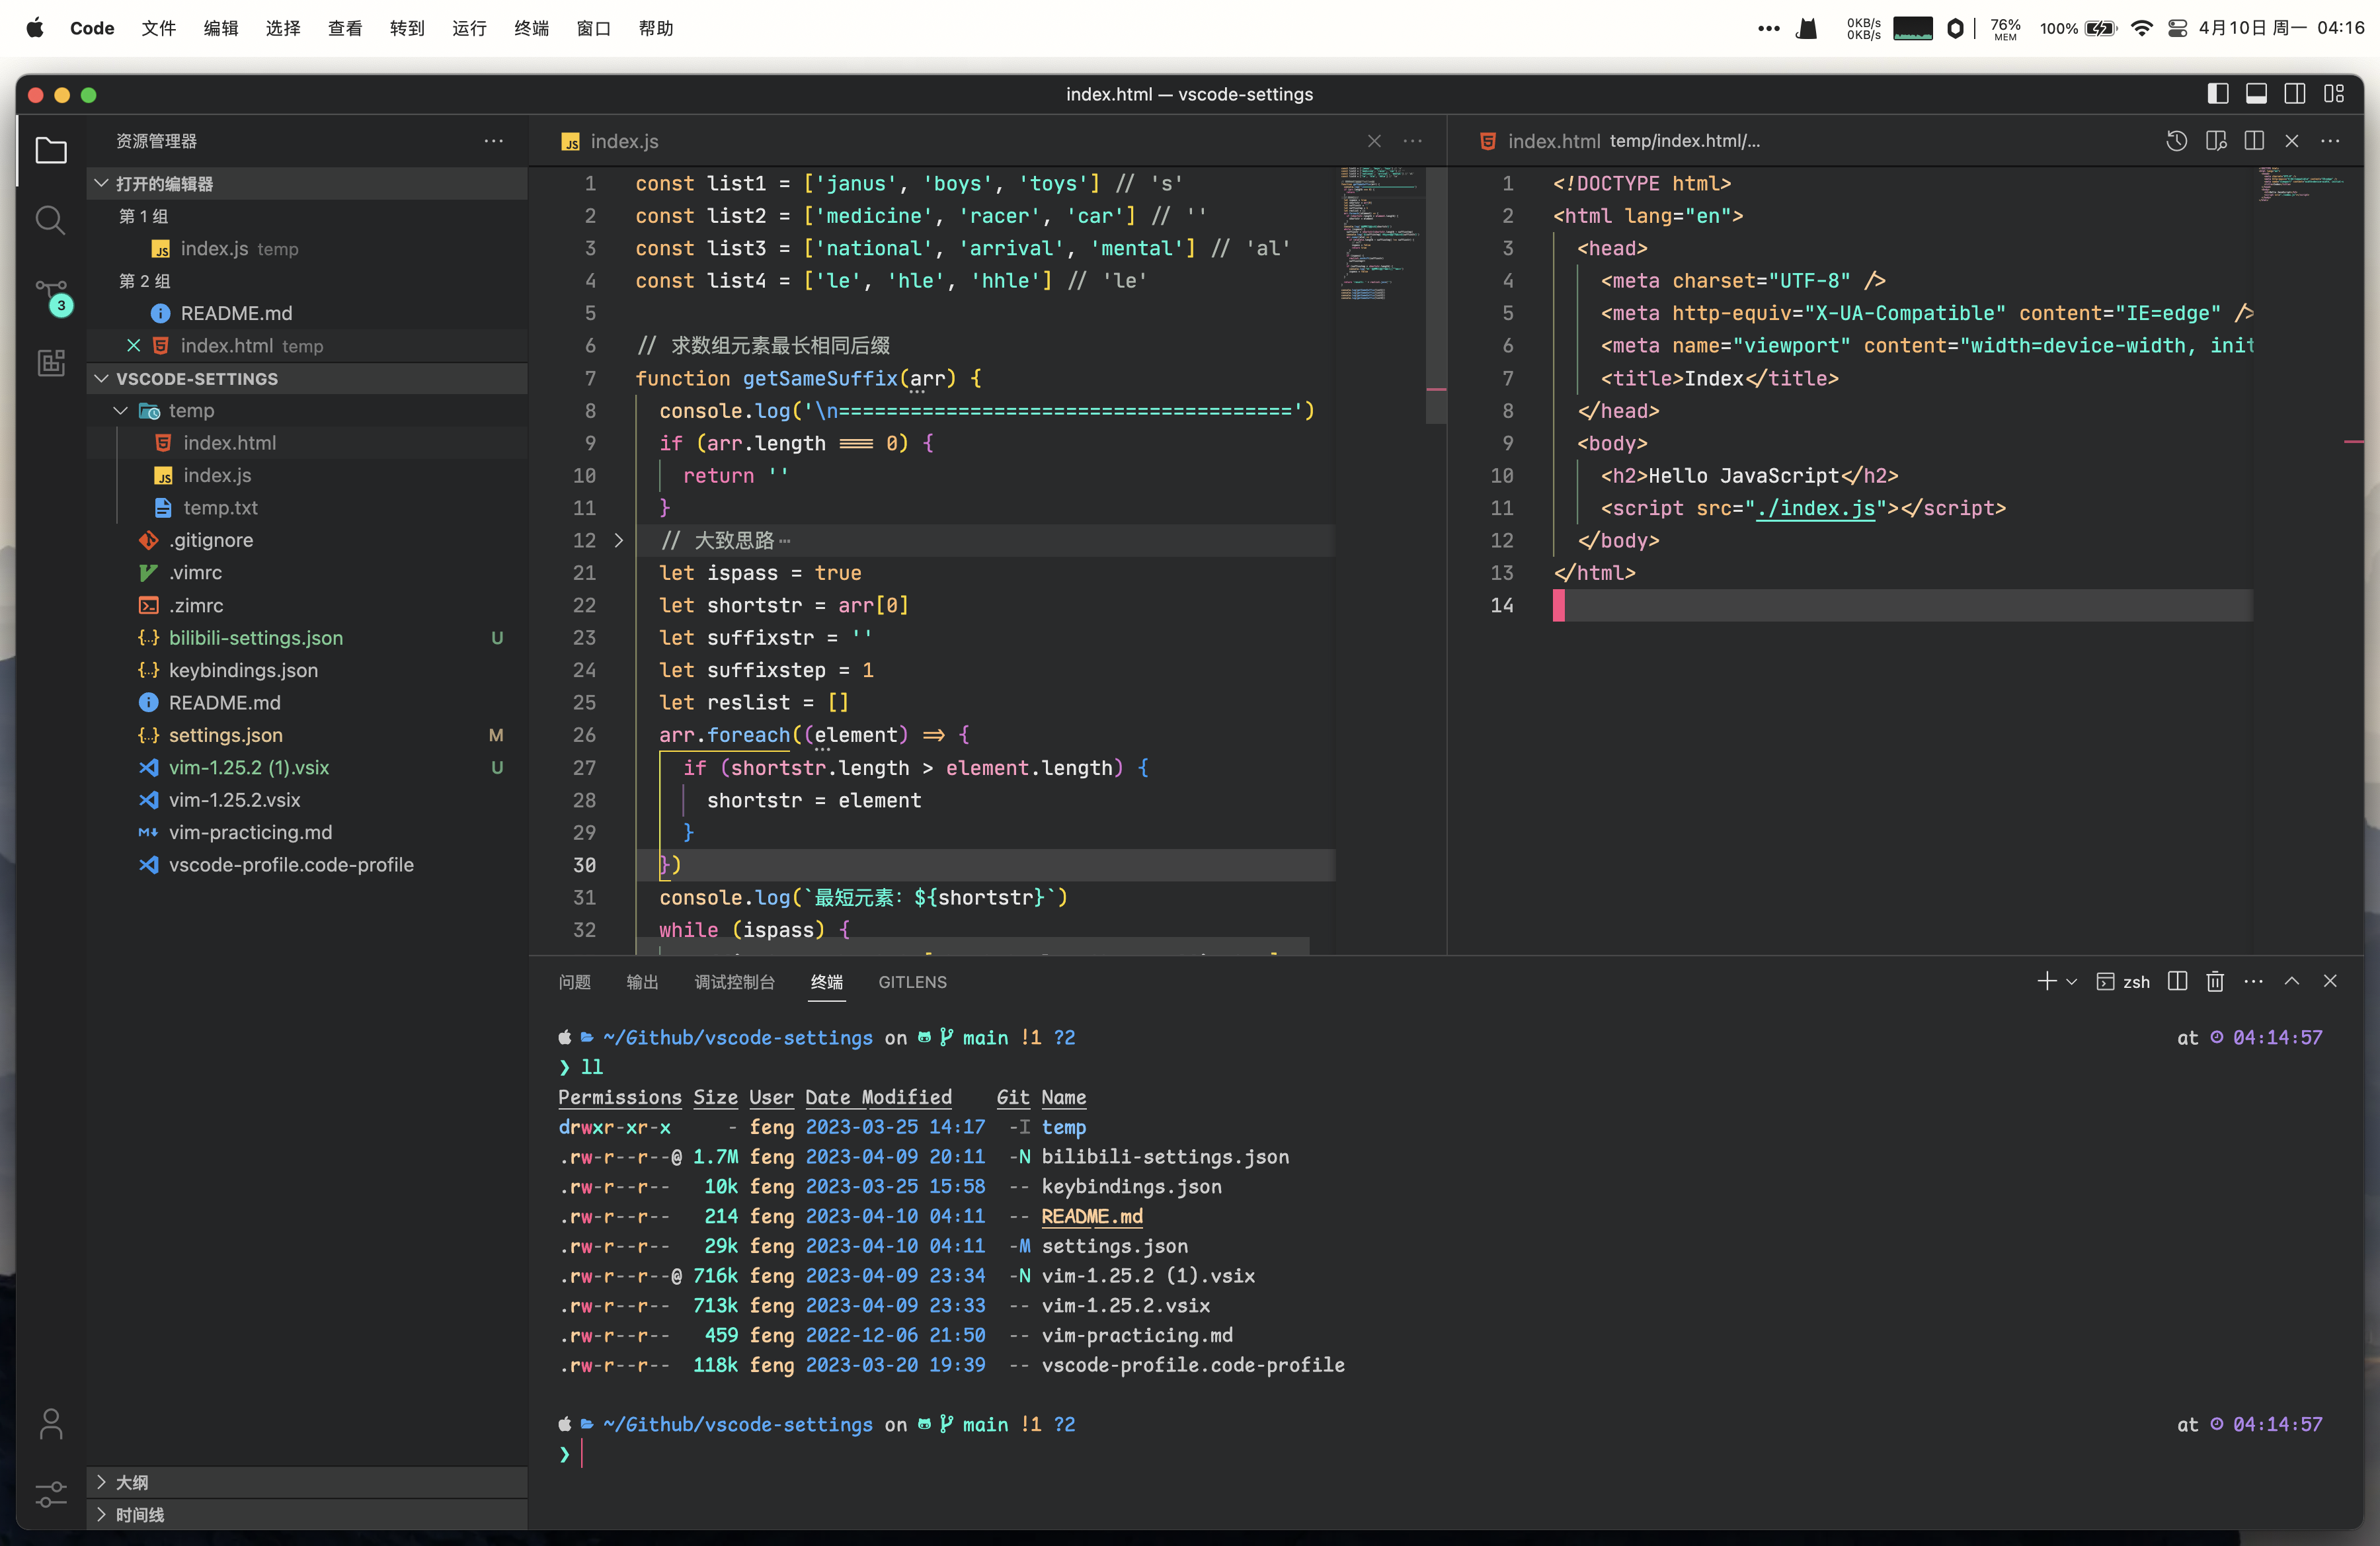 Code 文件 编辑 选择 查看 转到 运行 终端 窗口 帮助
0KB/s
0KB/s
76%
MEM
100%
4月10日 周一 04:16
index.html — vscode-settings
资源管理器
打开的编辑器
第 1 组
index.js temp
第 2 组
README.md
index.html temp
VSCODE-SETTINGS
temp
index.html
index.js
temp.txt
.gitignore
.vimrc
.zimrc
bilibili-settings.json U
keybindings.json
README.md
settings.json M
vim-1.25.2 (1).vsix U
vim-1.25.2.vsix
vim-practicing.md
vscode-profile.code-profile
大纲
时间线
3
index.js
1 const list1 = ['janus', 'boys', 'toys'] // 's'
2 const list2 = ['medicine', 'racer', 'car'] // ''
3 const list3 = ['national', 'arrival', 'mental'] // 'al'
4 const list4 = ['le', 'hle', 'hhle'] // 'le'
5
6 // 求数组元素最长相同后缀
7 function getSameSuffix(arr) {
8 console.log('\n======================================')
9 if (arr.length === 0) {
10 return ''
11 }
12 // 大致思路 ⋯
21 let ispass = true
22 let shortstr = arr[0]
23 let suffixstr = ''
24 let suffixstep = 1
25 let reslist = []
26 arr.foreach((element) => {
27 if (shortstr.length > element.length) {
28 shortstr = element
29 }
30 })
31 console.log(`最短元素: ${shortstr}`)
32 while (ispass) {
index.html temp/index.html/...
1 <!DOCTYPE html>
2 <html lang="en">
3 <head>
4 <meta charset="UTF-8" />
5 <meta http-equiv="X-UA-Compatible" content="IE=edge" />
6 <meta name="viewport" content="width=device-width, init
7 <title>Index</title>
8 </head>
9 <body>
10 <h2>Hello JavaScript</h2>
11 <script src="./index.js"></script>
12 </body>
13 </html>
14
问题 输出 调试控制台 终端 GITLENS
zsh
~/Github/vscode-settings on main !1 ?2 at 04:14:57
❯ ll
Permissions Size User Date Modified Git Name
drwxr-xr-x - feng 2023-03-25 14:17 -I temp
.rw-r--r--@ 1.7M feng 2023-04-09 20:11 -N bilibili-settings.json
.rw-r--r-- 10k feng 2023-03-25 15:58 -- keybindings.json
.rw-r--r-- 214 feng 2023-04-10 04:11 -- README.md
.rw-r--r-- 29k feng 2023-04-10 04:11 -M settings.json
.rw-r--r--@ 716k feng 2023-04-09 23:34 -N vim-1.25.2 (1).vsix
.rw-r--r-- 713k feng 2023-04-09 23:33 -- vim-1.25.2.vsix
.rw-r--r-- 459 feng 2022-12-06 21:50 -- vim-practicing.md
.rw-r--r-- 118k feng 2023-03-20 19:39 -- vscode-profile.code-profile
~/Github/vscode-settings on main !1 ?2 at 04:14:57
❯